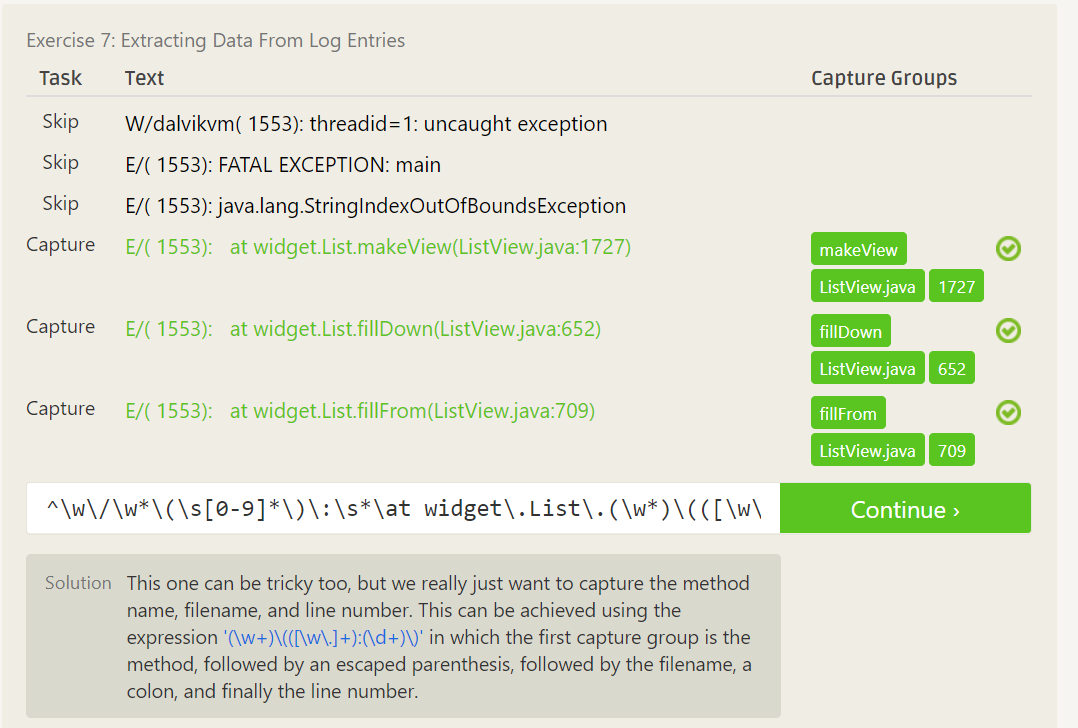 Exercise 7: Extracting Data From Log Entries
Task Text Capture Groups
Skip W/dalvikvm( 1553): threadid=1: uncaught exception
Skip E/( 1553): FATAL EXCEPTION: main
Skip E/( 1553): java.lang.StringIndexOutOfBoundsException
Capture E/( 1553):   at widget.List.makeView(ListView.java:1727) makeView
ListView.java 1727
Capture E/( 1553):   at widget.List.fillDown(ListView.java:652) fillDown
ListView.java 652
Capture E/( 1553):   at widget.List.fillFrom(ListView.java:709) fillFrom
ListView.java 709
^\w\/\w*\(\s[0-9]*\)\:\s*\at widget\.List\.(\w*)\(([\w\ Continue ›
Solution This one can be tricky too, but we really just want to capture the method
name, filename, and line number. This can be achieved using the
expression '(\w+)\(([\w\.]+):(\d+)\)' in which the first capture group is the
method, followed by an escaped parenthesis, followed by the filename, a
colon, and finally the line number.